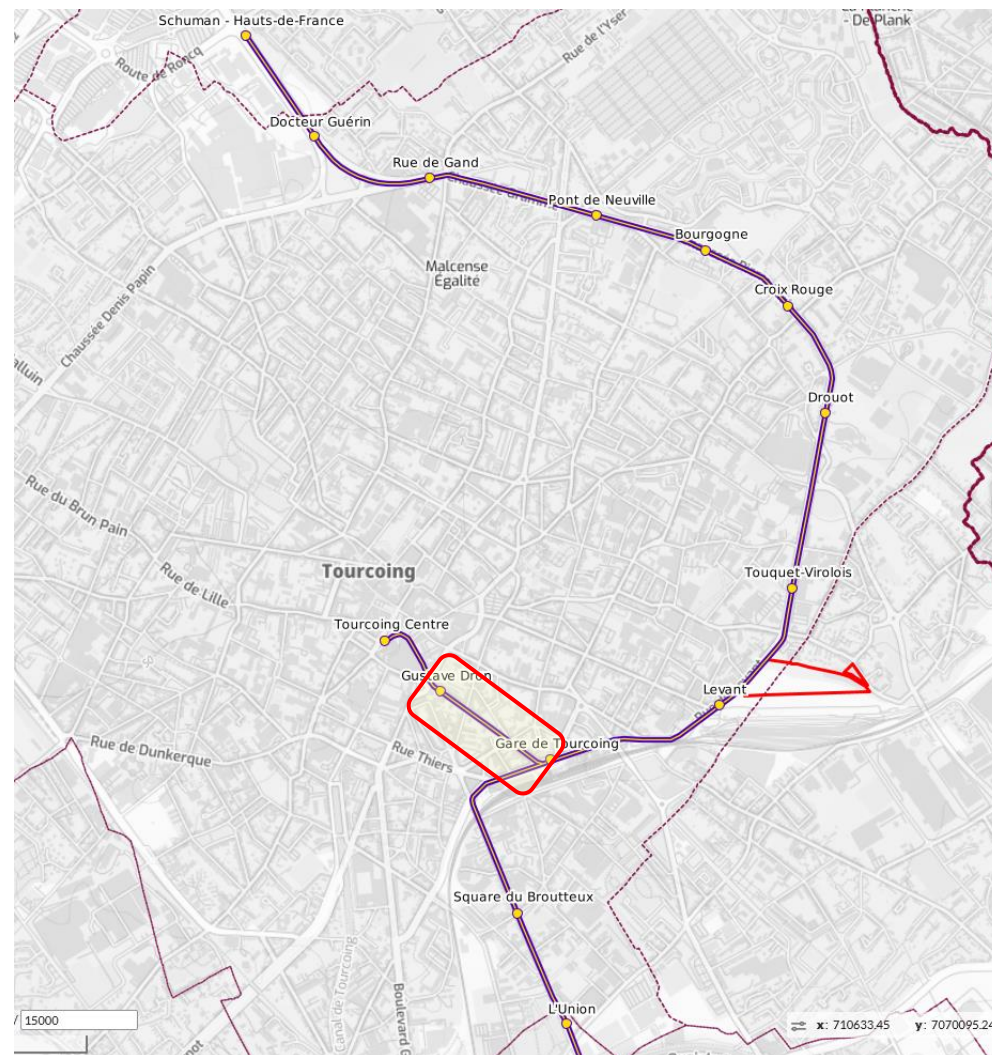 Schuman - Hauts-de-France
- De Plank
Rue de l'Yser
Route de Roncq
Docteur Guérin
Rue de Gand
Pont de Neuville
Bourgogne
Malcense
Égalité
Croix Rouge
Chaussée Denis Papin
Drouot
Rue du Brun Pain
Tourcoing
Touquet-Virolois
Rue de Lille
Tourcoing Centre
Gustave Dron
Levant
Rue de Dunkerque
Rue Thiers
Gare de Tourcoing
Square du Broutteux
L'Union
Canal de Tourcoing
Boulevard G
/ 15000
x: 710633.45 y: 7070095.24